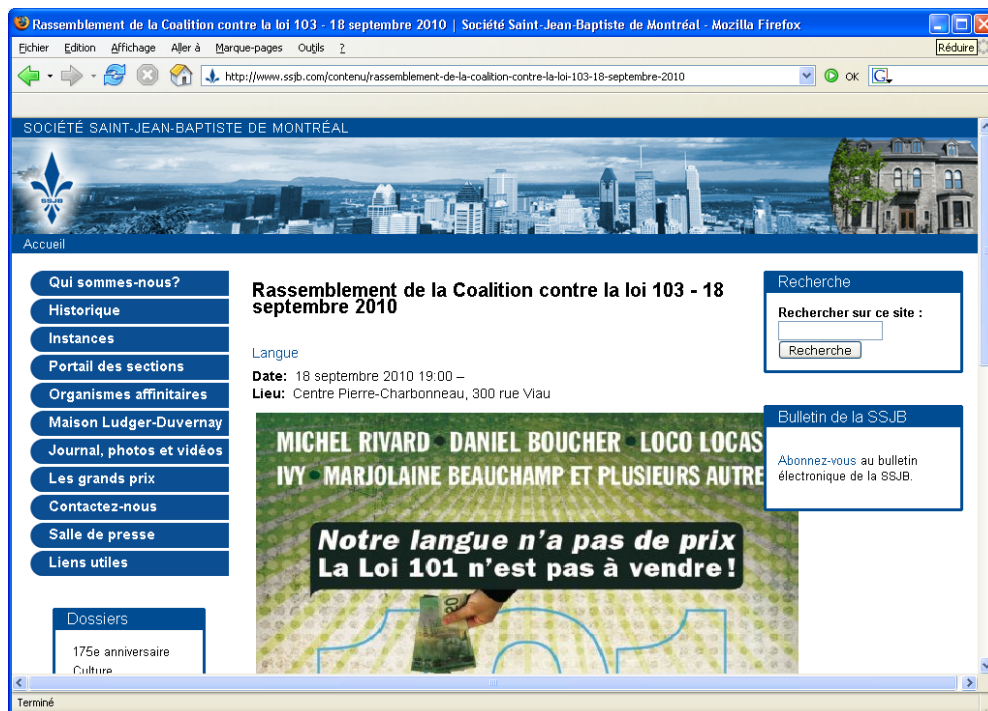 Rassemblement de la Coalition contre la loi 103 - 18 septembre 2010 | Société Saint-Jean-Baptiste de Montréal - Mozilla Firefox
Fichier Edition Affichage Aller à Marque-pages Outils ?
Réduire
http://www.ssjb.com/contenu/rassemblement-de-la-coalition-contre-la-loi-103-18-septembre-2010
OK
G
SOCIÉTÉ SAINT-JEAN-BAPTISTE DE MONTRÉAL
SSJB
Accueil
Qui sommes-nous?
Historique
Instances
Portail des sections
Organismes affinitaires
Maison Ludger-Duvernay
Journal, photos et vidéos
Les grands prix
Contactez-nous
Salle de presse
Liens utiles
Dossiers
175e anniversaire
Culture
Rassemblement de la Coalition contre la loi 103 - 18
septembre 2010
Langue
Date: 18 septembre 2010 19:00 –
Lieu: Centre Pierre-Charbonneau, 300 rue Viau
MICHEL RIVARD • DANIEL BOUCHER • LOCO LOCAS
IVY • MARJOLAINE BEAUCHAMP ET PLUSIEURS AUTRE
Notre langue n'a pas de prix
La Loi 101 n'est pas à vendre !
20
101
Recherche
Rechercher sur ce site :
Recherche
Bulletin de la SSJB
Abonnez-vous au bulletin
électronique de la SSJB.
Terminé